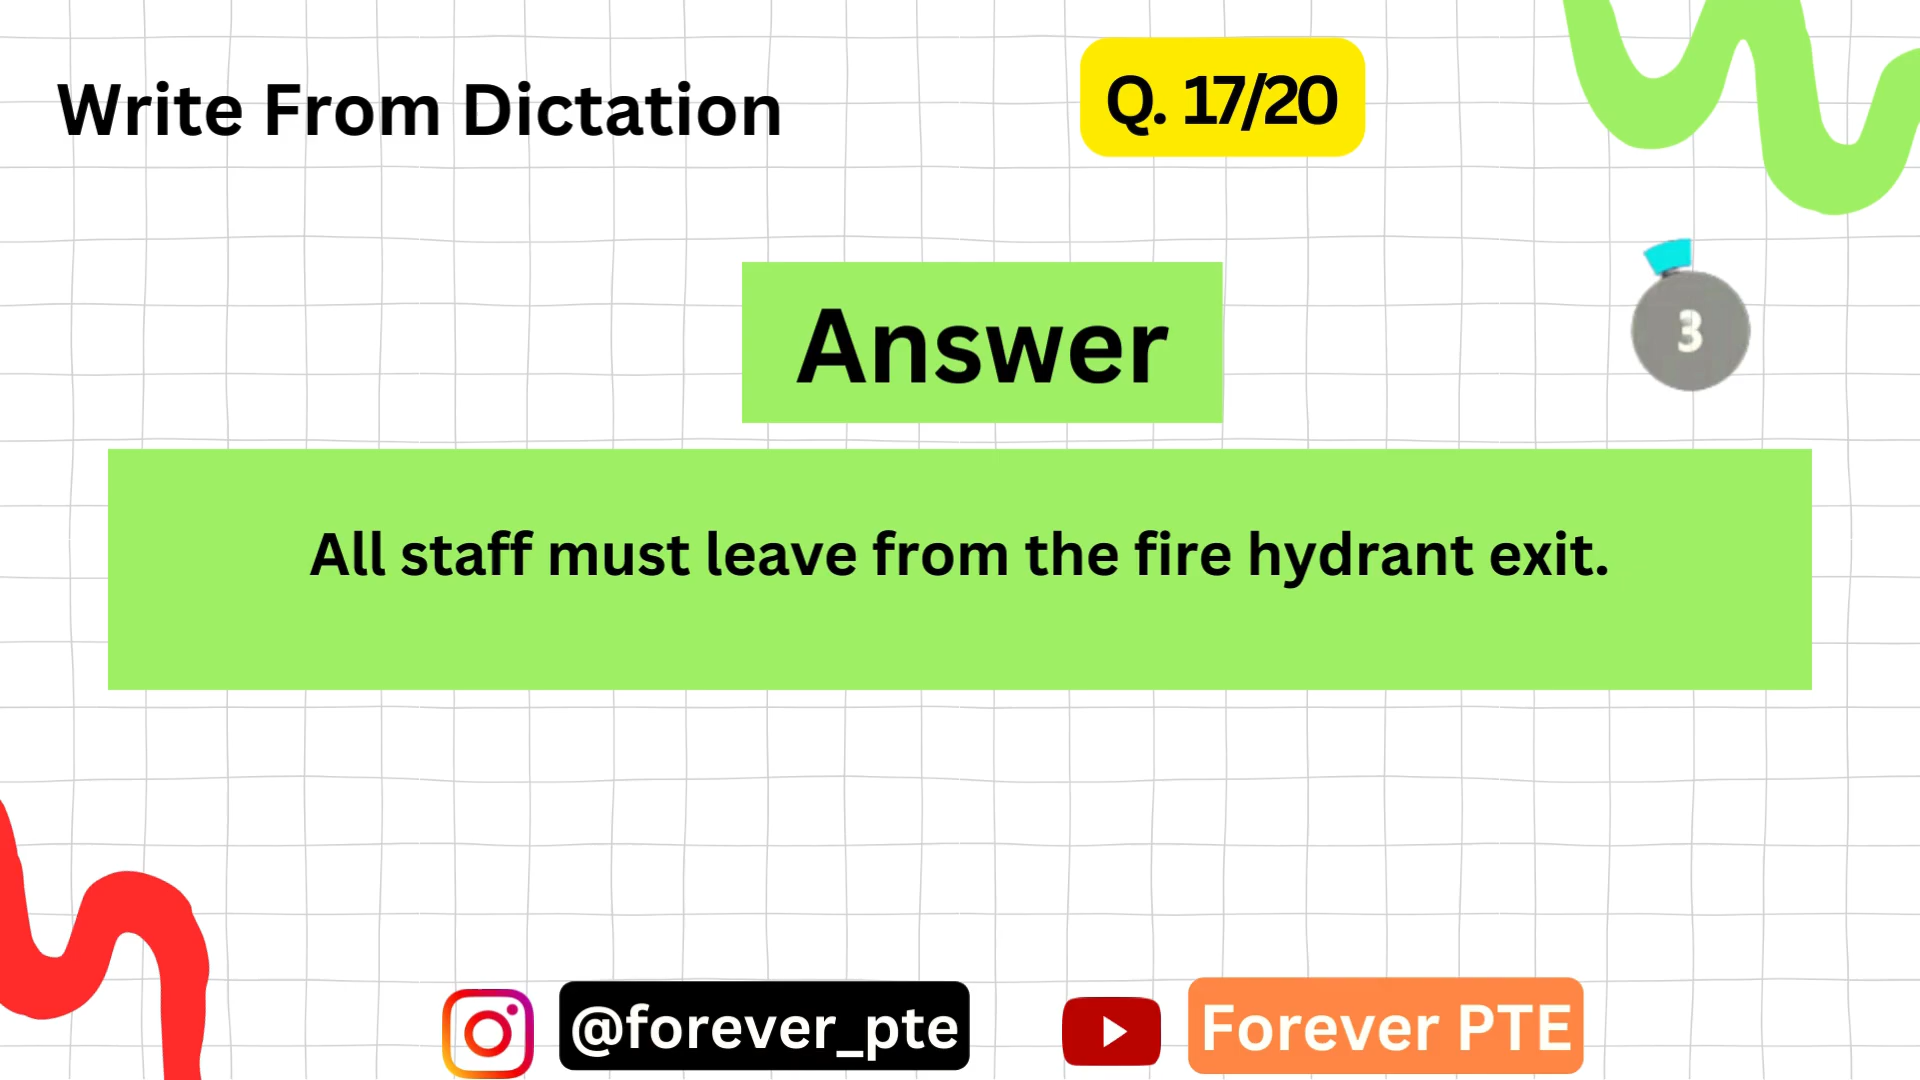 Write From Dictation
Q. 17/20
Answer
3
All staff must leave from the fire hydrant exit.
@forever_pte
Forever PTE